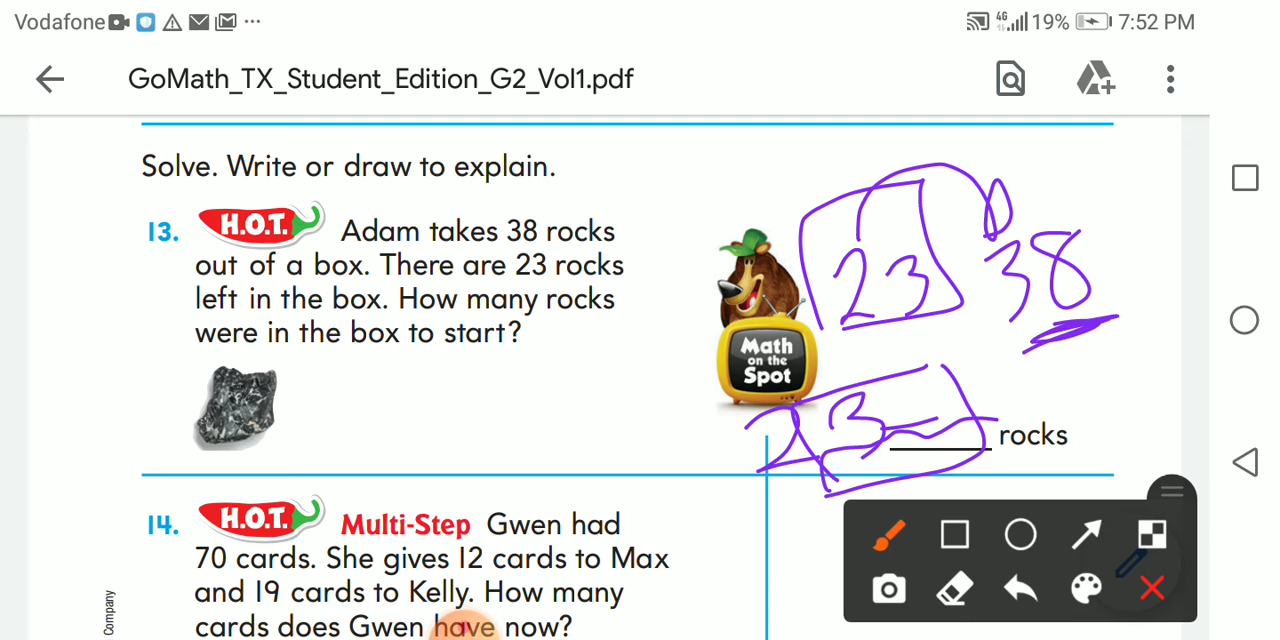 Vodafone 4G 19% 7:52 PM
GoMath_TX_Student_Edition_G2_Vol1.pdf
Solve. Write or draw to explain.
13. H.O.T. Adam takes 38 rocks
out of a box. There are 23 rocks
left in the box. How many rocks
were in the box to start?
23 38
Math
on the
Spot
23
rocks
14. H.O.T. Multi-Step Gwen had
70 cards. She gives 12 cards to Max
and 19 cards to Kelly. How many
cards does Gwen have now?
Company